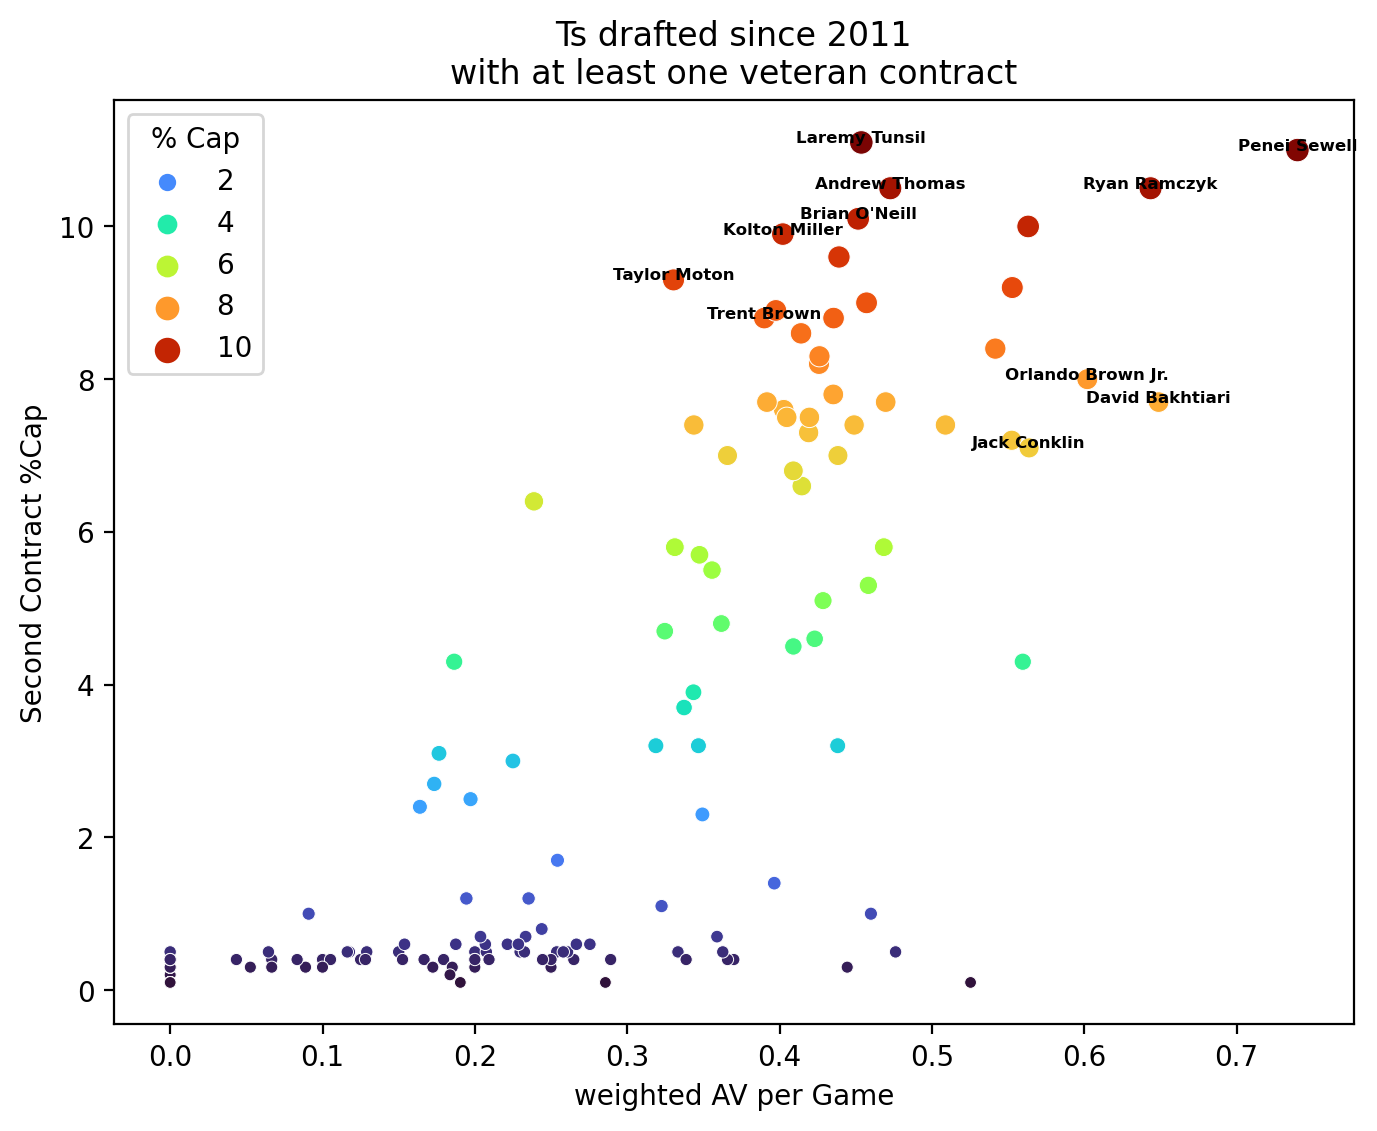 Ts drafted since 2011
with at least one veteran contract
% Cap
2
4
6
8
10
Laremy Tunsil
Penei Sewell
Andrew Thomas
Ryan Ramczyk
Brian O'Neill
Kolton Miller
Taylor Moton
Trent Brown
Orlando Brown Jr.
David Bakhtiari
Jack Conklin
Second Contract %Cap
10
8
6
4
2
0
0.0 0.1 0.2 0.3 0.4 0.5 0.6 0.7
weighted AV per Game